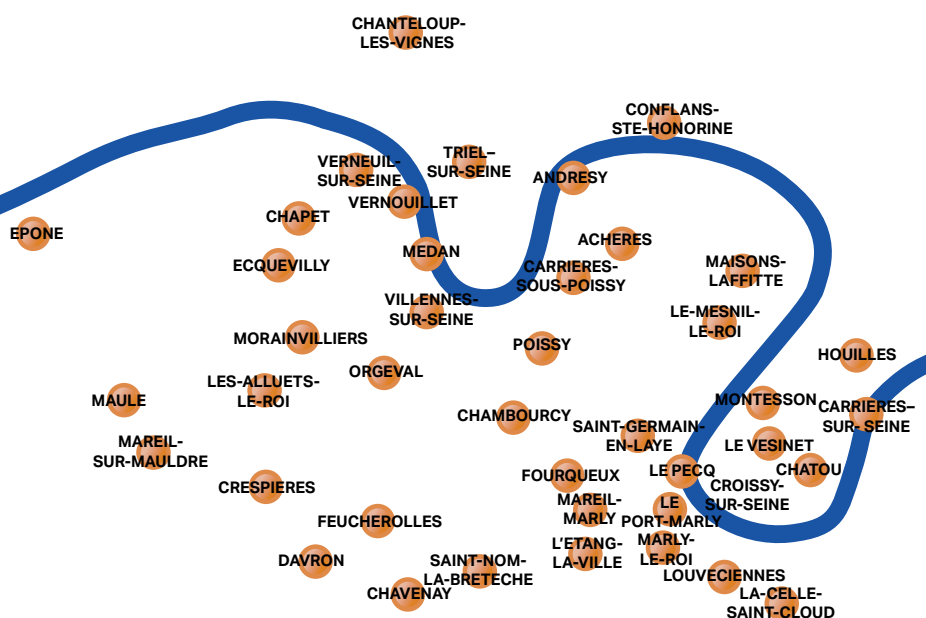 CHANTELOUP-
LES-VIGNES
CONFLANS-
STE-HONORINE
VERNEUIL-
SUR-SEINE
TRIEL–
SUR-SEINE
ANDRESY
VERNOUILLET
CHAPET
EPONE
ACHERES
MEDAN
ECQUEVILLY
CARRIERES-
SOUS-POISSY
MAISONS-
LAFFITTE
VILLENNES-
SUR-SEINE
LE-MESNIL-
LE-ROI
MORAINVILLIERS
POISSY
HOUILLES
ORGEVAL
LES-ALLUETS-
LE-ROI
MAULE
MONTESSON
CARRIERES–
SUR- SEINE
CHAMBOURCY
SAINT-GERMAIN-
EN-LAYE
MAREIL-
SUR-MAULDRE
LE VESINET
LE PECQ
CHATOU
FOURQUEUX
CRESPIERES
CROISSY-
SUR-SEINE
MAREIL-
MARLY
LE
PORT-MARLY
FEUCHEROLLES
MARLY-
LE-ROI
L'ETANG-
LA-VILLE
DAVRON
SAINT-NOM-
LA-BRETECHE
LOUVECIENNES
CHAVENAY
LA-CELLE-
SAINT-CLOUD